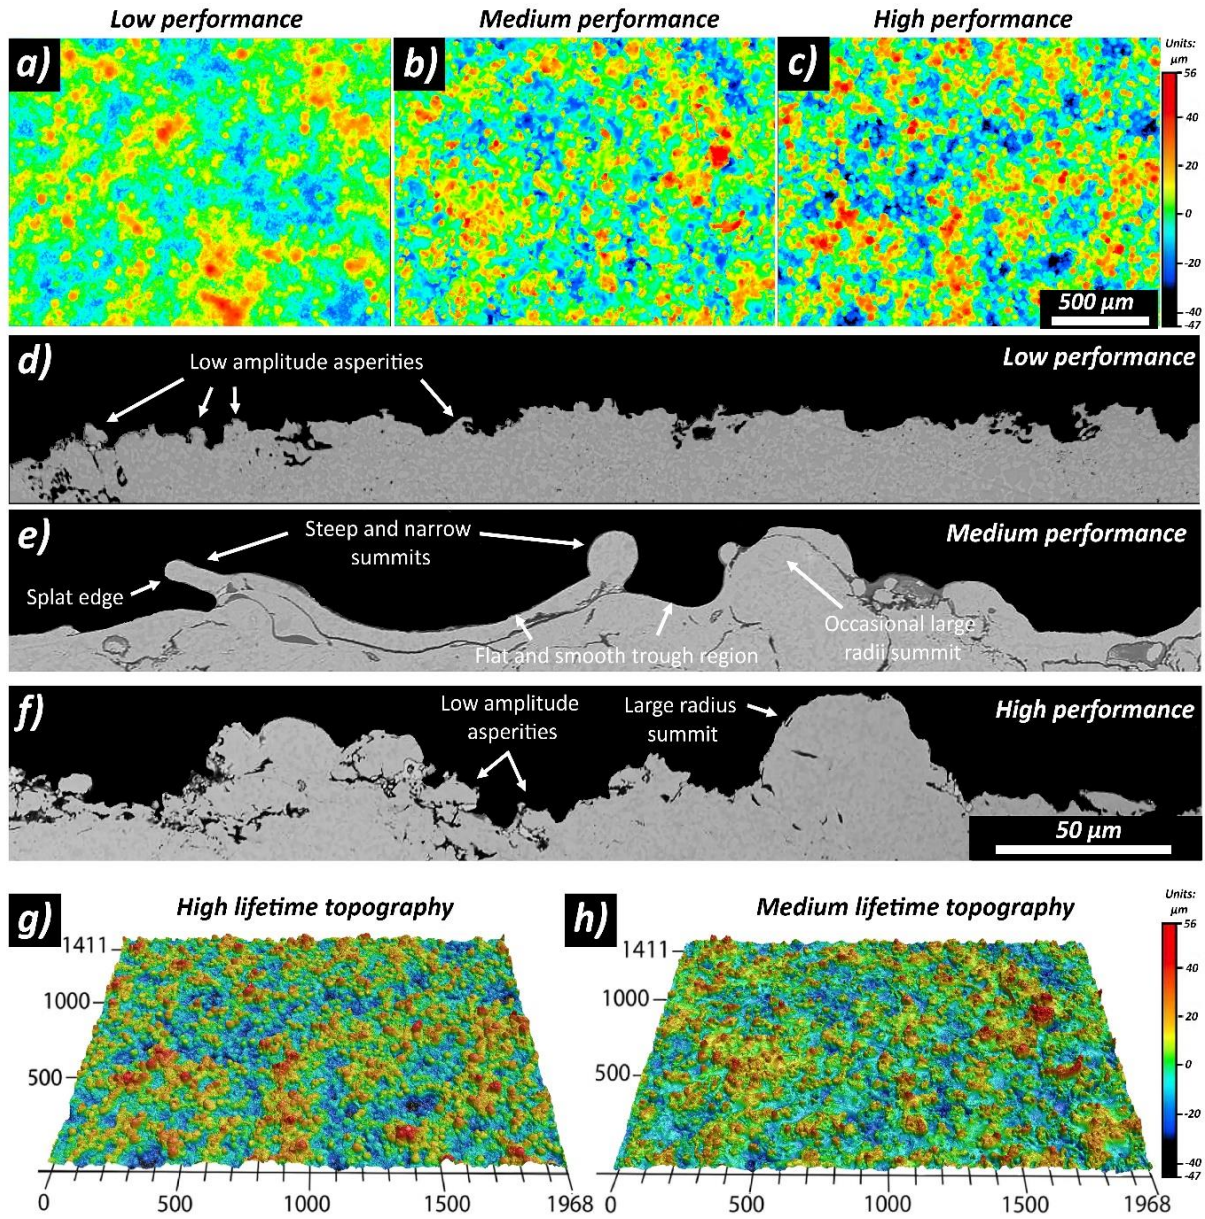 Low performance
Medium performance
High performance
a)
b)
c)
Units:
µm
56
40
20
0
-20
-40
-47
500 µm
d)
Low amplitude asperities
Low performance
e)
Steep and narrow
summits
Medium performance
Splat edge
Flat and smooth trough region
Occasional large
radii summit
f)
Low amplitude
asperities
Large radius
summit
High performance
50 µm
g)
High lifetime topography
1411
1000
500
0
500
1000
1500
1968
h)
Medium lifetime topography
1411
1000
500
0
500
1000
1500
1968
Units:
µm
56
40
20
0
-20
-40
-47